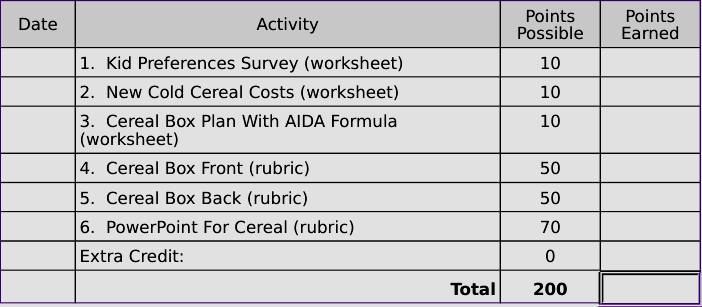 Date Activity Points Possible Points Earned
1. Kid Preferences Survey (worksheet) 10
2. New Cold Cereal Costs (worksheet) 10
3. Cereal Box Plan With AIDA Formula 10
(worksheet)
4. Cereal Box Front (rubric) 50
5. Cereal Box Back (rubric) 50
6. PowerPoint For Cereal (rubric) 70
Extra Credit: 0
Total 200